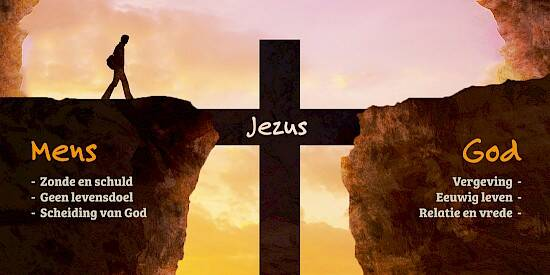 Jezus
Mens
- Zonde en schuld
- Geen levensdoel
- Scheiding van God
God
Vergeving -
Eeuwig leven -
Relatie en vrede -